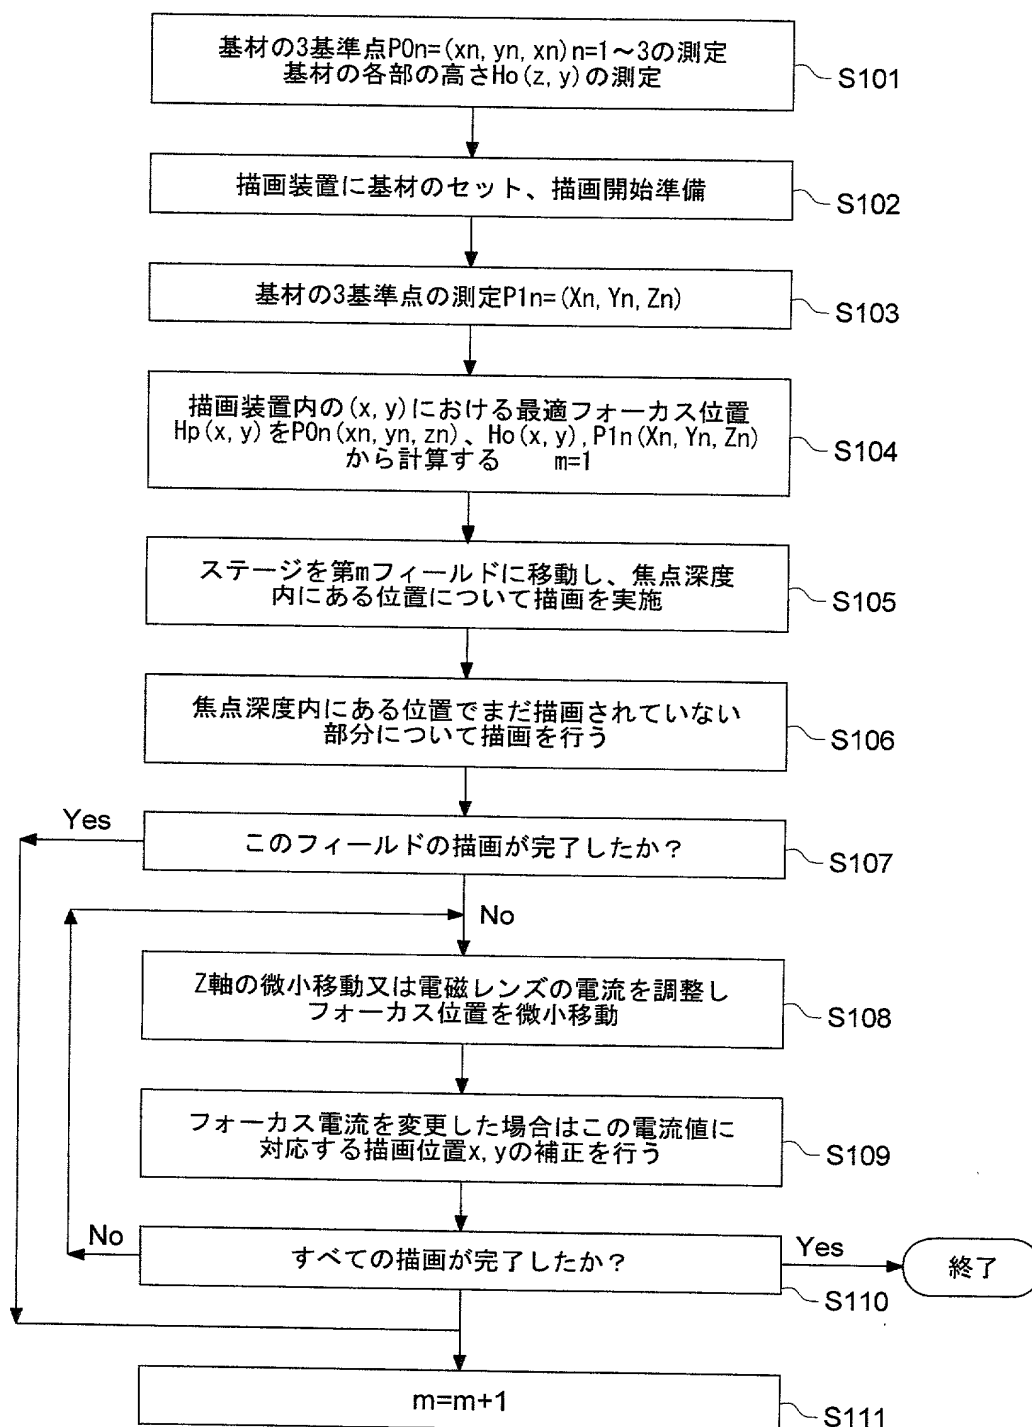 基材の3基準点P0n=(xn, yn, xn)n=1～3の測定
基材の各部の高さHo(z, y)の測定
S101
描画装置に基材のセット、描画開始準備
S102
基材の3基準点の測定P1n=(Xn, Yn, Zn)
S103
描画装置内の(x, y)における最適フォーカス位置
Hp(x, y)をP0n(xn, yn, zn)、Ho(x, y), P1n(Xn, Yn, Zn)
から計算する m=1
S104
ステージを第mフィールドに移動し、焦点深度
内にある位置について描画を実施
S105
焦点深度内にある位置でまだ描画されていない
部分について描画を行う
S106
Yes
このフィールドの描画が完了したか？
S107
No
Z軸の微小移動又は電磁レンズの電流を調整し
フォーカス位置を微小移動
S108
フォーカス電流を変更した場合はこの電流値に
対応する描画位置x, yの補正を行う
S109
No
すべての描画が完了したか？
Yes
終了
S110
m=m+1
S111